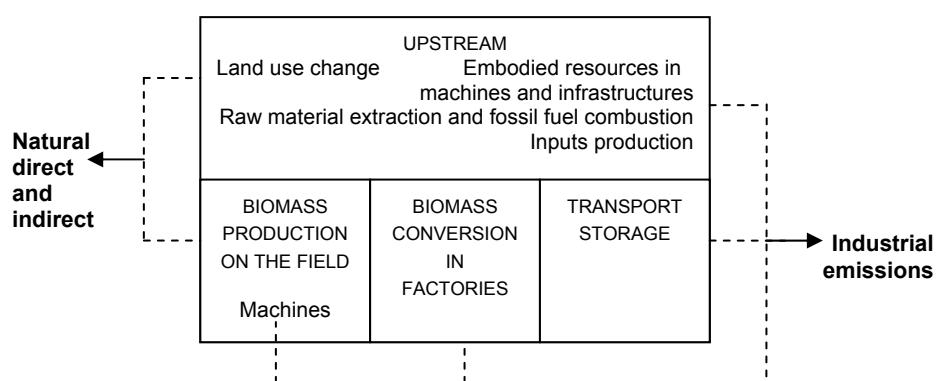 UPSTREAM
Land use change Embodied resources in
machines and infrastructures
Raw material extraction and fossil fuel combustion
Inputs production
Natural
direct
and
indirect
BIOMASS
PRODUCTION
ON THE FIELD
Machines
BIOMASS
CONVERSION
IN
FACTORIES
TRANSPORT
STORAGE
Industrial
emissions